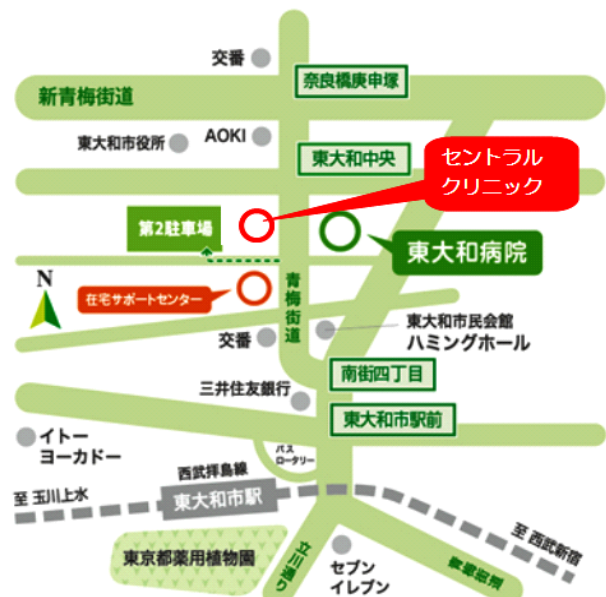 交番
奈良橋庚申塚
新青梅街道
東大和市役所
AOKI
東大和中央
セントラル
クリニック
第2駐車場
東大和病院
N
在宅サポートセンター
青梅街道
交番
東大和市民会館
ハミングホール
南街四丁目
三井住友銀行
東大和市駅前
イトー
ヨーカドー
バス
ロータリー
西武拝島線
至 玉川上水
東大和市駅
至 西武新宿
東京都薬用植物園
立川通り
セブン
イレブン
青梅街道